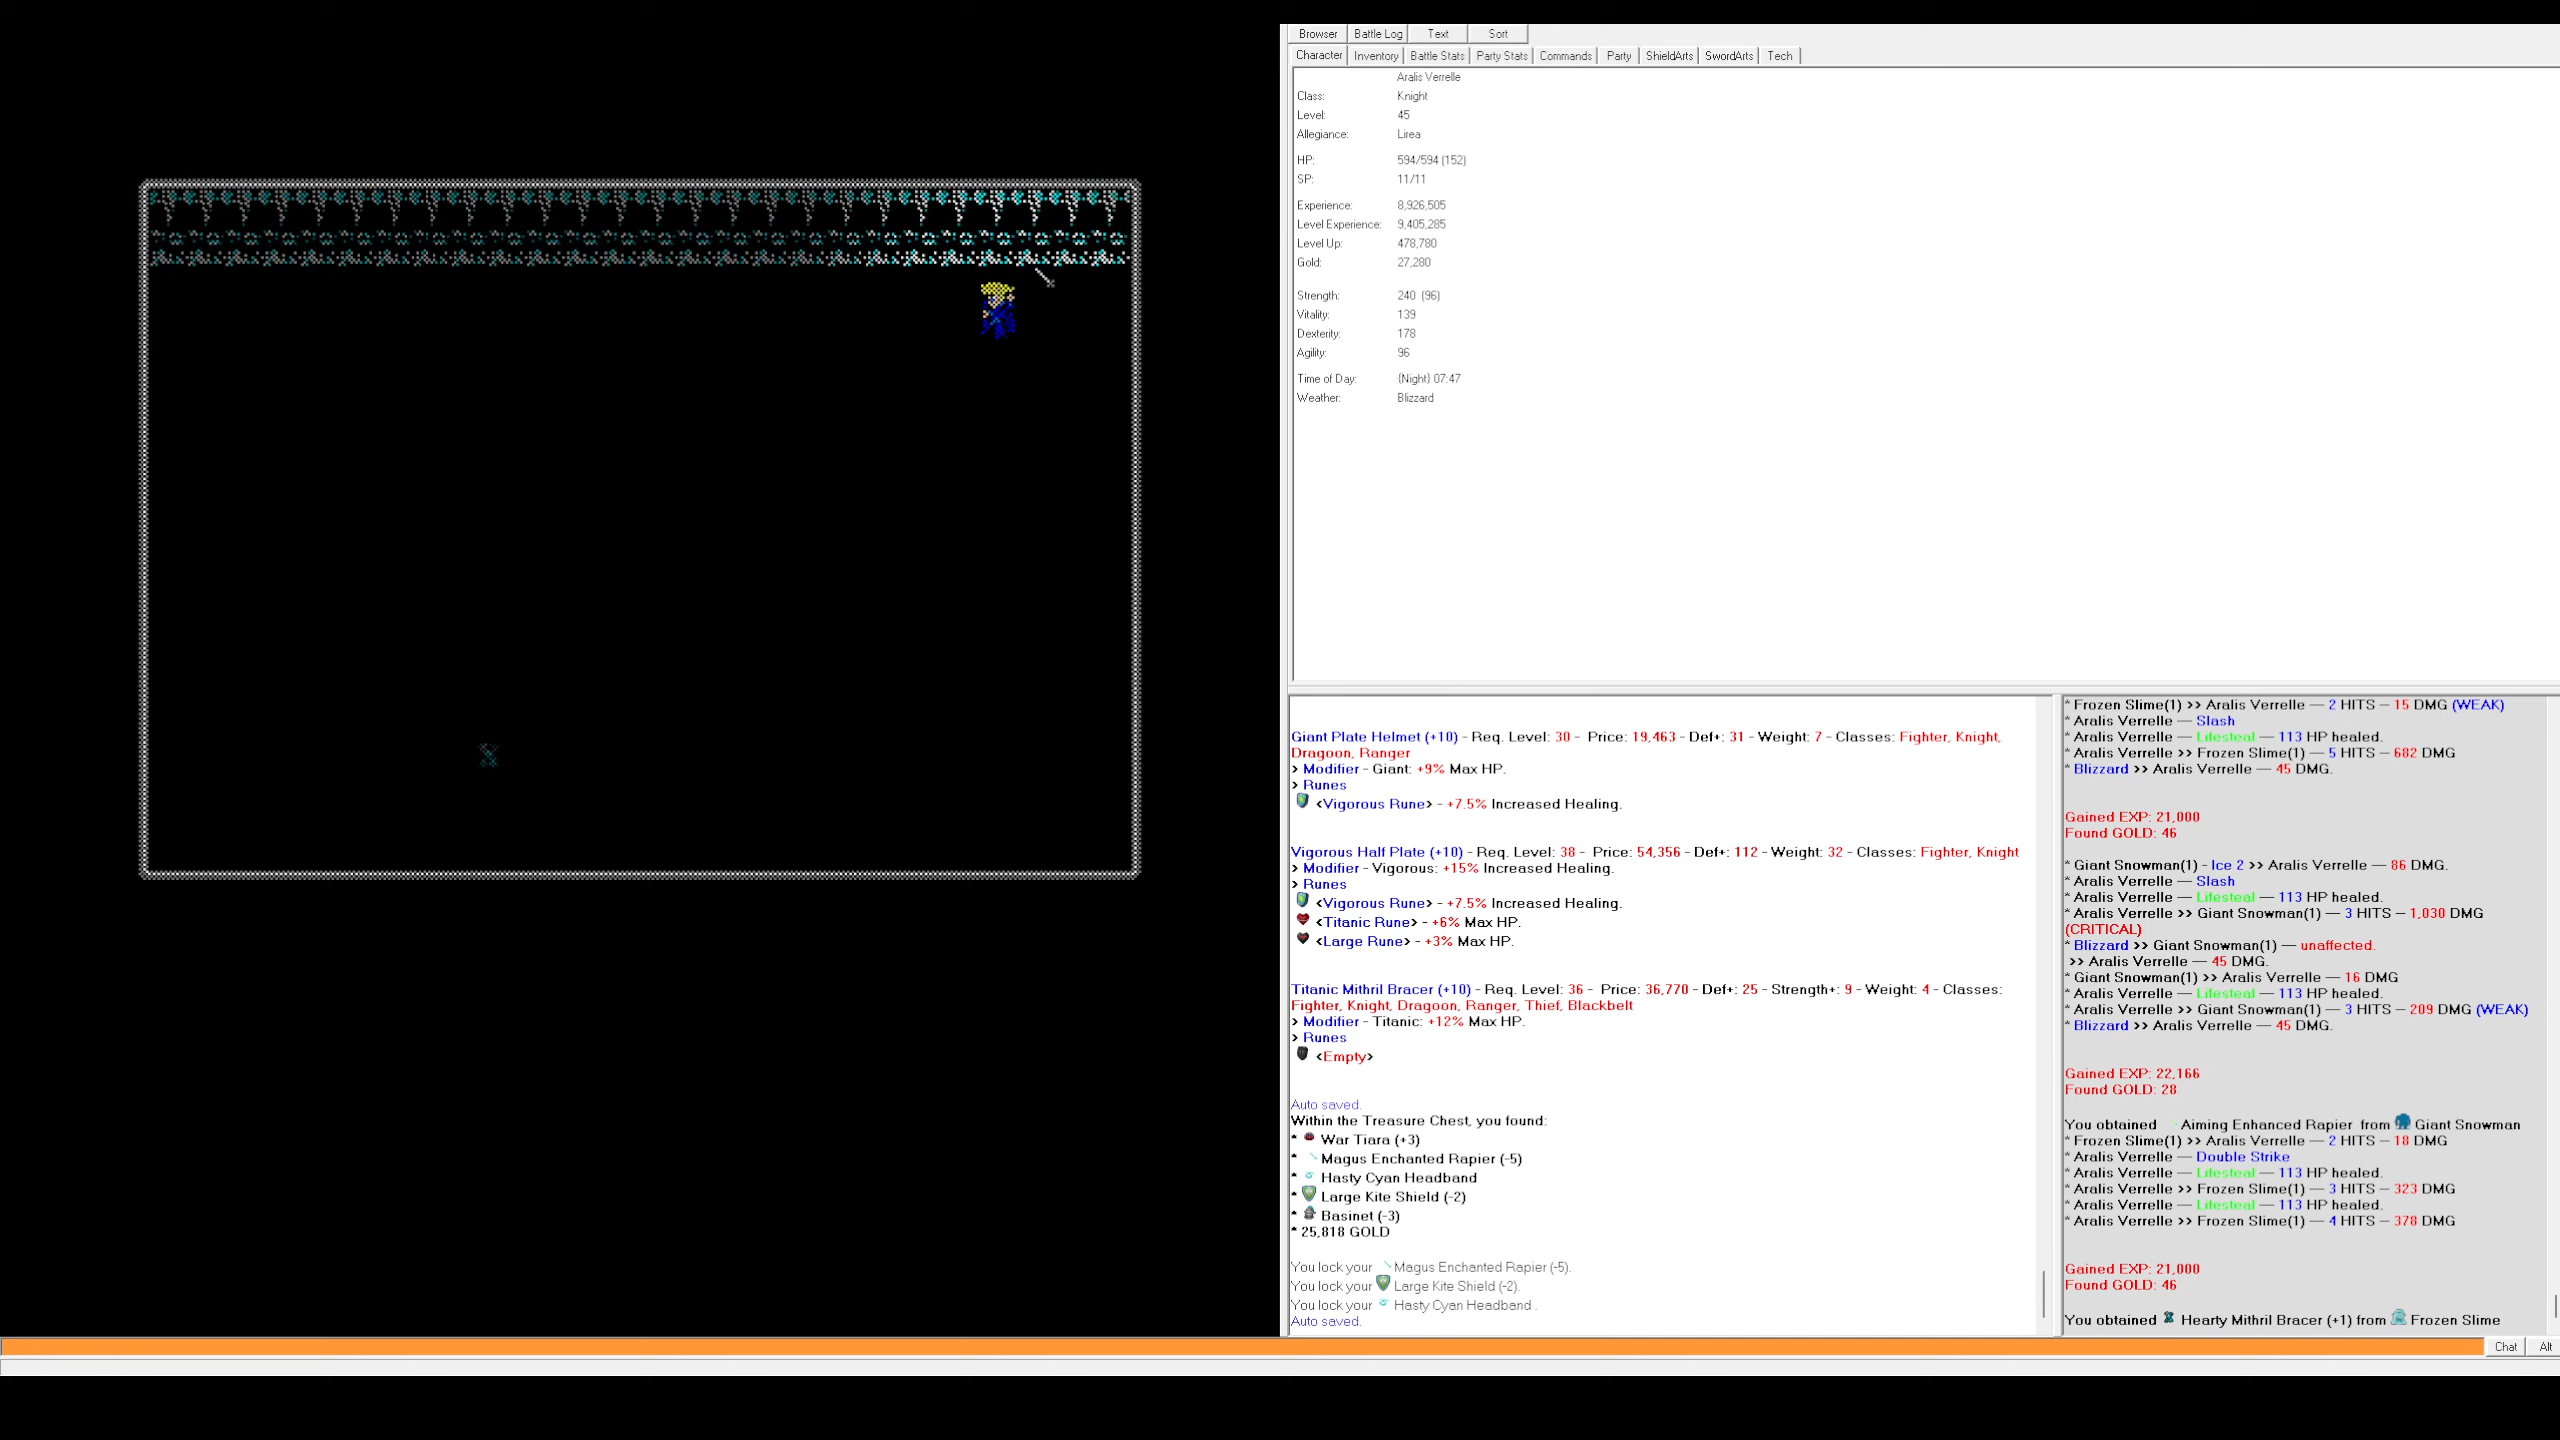 Browser Battle Log Text Sort
Character Inventory Battle Stats Party Stats Commands Party ShieldArts SwordArts Tech
Aralis Verrelle
Class: Knight
Level: 45
Allegiance: Lirea
HP: 594/594 (152)
SP: 11/11
Experience: 8,926,505
Level Experience: 9,405,285
Level Up: 478,780
Gold: 27,280
Strength: 240 (96)
Vitality: 139
Dexterity: 178
Agility: 96
Time of Day: (Night) 07:47
Weather: Blizzard
Giant Plate Helmet (+10) - Req. Level: 30 - Price: 19,463 - Def+: 31 - Weight: 7 - Classes: Fighter, Knight,
Dragoon, Ranger
> Modifier - Giant: +9% Max HP.
> Runes
<Vigorous Rune> - +7.5% Increased Healing.
Vigorous Half Plate (+10) - Req. Level: 38 - Price: 54,356 - Def+: 112 - Weight: 32 - Classes: Fighter, Knight
> Modifier - Vigorous: +15% Increased Healing.
> Runes
<Vigorous Rune> - +7.5% Increased Healing.
<Titanic Rune> - +6% Max HP.
<Large Rune> - +3% Max HP.
Titanic Mithril Bracer (+10) - Req. Level: 36 - Price: 36,770 - Def+: 25 - Strength+: 9 - Weight: 4 - Classes:
Fighter, Knight, Dragoon, Ranger, Thief, Blackbelt
> Modifier - Titanic: +12% Max HP.
> Runes
<Empty>
Auto saved.
Within the Treasure Chest, you found:
* War Tiara (+3)
* Magus Enchanted Rapier (-5)
* Hasty Cyan Headband
* Large Kite Shield (-2)
* Basinet (-3)
* 25,818 GOLD
You lock your Magus Enchanted Rapier (-5).
You lock your Large Kite Shield (-2).
You lock your Hasty Cyan Headband .
Auto saved.
* Frozen Slime(1) >> Aralis Verrelle — 2 HITS — 15 DMG (WEAK)
* Aralis Verrelle — Slash
* Aralis Verrelle — Lifesteal — 113 HP healed.
* Aralis Verrelle >> Frozen Slime(1) — 5 HITS — 682 DMG
* Blizzard >> Aralis Verrelle — 45 DMG.
Gained EXP: 21,000
Found GOLD: 46
* Giant Snowman(1) - Ice 2 >> Aralis Verrelle — 86 DMG.
* Aralis Verrelle — Slash
* Aralis Verrelle — Lifesteal — 113 HP healed.
* Aralis Verrelle >> Giant Snowman(1) — 3 HITS — 1,030 DMG
(CRITICAL)
* Blizzard >> Giant Snowman(1) — unaffected.
>> Aralis Verrelle — 45 DMG.
* Giant Snowman(1) >> Aralis Verrelle — 16 DMG
* Aralis Verrelle — Lifesteal — 113 HP healed.
* Aralis Verrelle >> Giant Snowman(1) — 3 HITS — 209 DMG (WEAK)
* Blizzard >> Aralis Verrelle — 45 DMG.
Gained EXP: 22,166
Found GOLD: 28
You obtained Aiming Enhanced Rapier from Giant Snowman
* Frozen Slime(1) >> Aralis Verrelle — 2 HITS — 18 DMG
* Aralis Verrelle — Double Strike
* Aralis Verrelle — Lifesteal — 113 HP healed.
* Aralis Verrelle >> Frozen Slime(1) — 3 HITS — 323 DMG
* Aralis Verrelle — Lifesteal — 113 HP healed.
* Aralis Verrelle >> Frozen Slime(1) — 4 HITS — 378 DMG
Gained EXP: 21,000
Found GOLD: 46
You obtained Hearty Mithril Bracer (+1) from Frozen Slime
Chat Alt